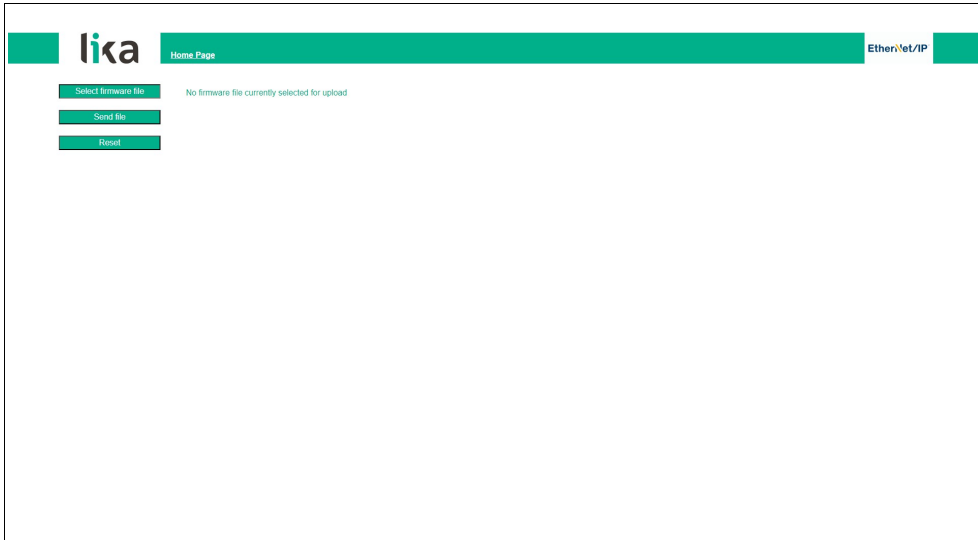 lika
Home Page
EtherNet/IP
Select firmware file
No firmware file currently selected for upload
Send file
Reset